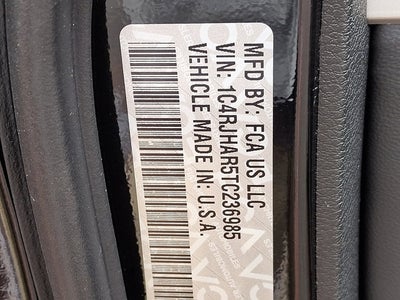 MFD BY: FCA US LLC
VIN: 1C4RJHAR5TC236985
VEHICLE MADE IN: U.S.A.